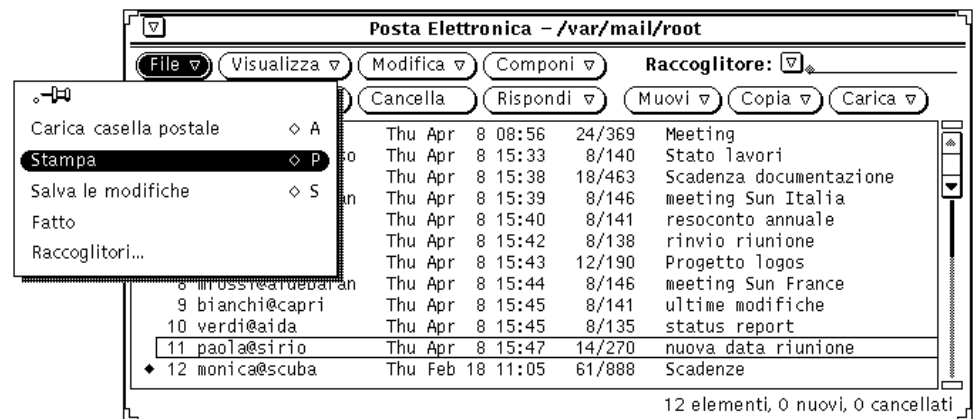 Posta Elettronica – /var/mail/root
File Visualizza Modifica Componi Raccoglitore:
Cancella Rispondi Muovi Copia Carica
Carica casella postale ◇ A
Stampa ◇ P
Salva le modifiche ◇ S
Fatto
Raccoglitori...
Thu Apr 8 08:56 24/369 Meeting
so Thu Apr 8 15:33 8/140 Stato lavori
Thu Apr 8 15:38 18/463 Scadenza documentazione
an Thu Apr 8 15:39 8/146 meeting Sun Italia
Thu Apr 8 15:40 8/141 resoconto annuale
Thu Apr 8 15:42 8/138 rinvio riunione
Thu Apr 8 15:43 12/190 Progetto logos
8 mrossi@aldebaran Thu Apr 8 15:44 8/146 meeting Sun France
9 bianchi@capri Thu Apr 8 15:45 8/141 ultime modifiche
10 verdi@aida Thu Apr 8 15:45 8/135 status report
11 paola@sirio Thu Apr 8 15:47 14/270 nuova data riunione
◆ 12 monica@scuba Thu Feb 18 11:05 61/888 Scadenze
12 elementi, 0 nuovi, 0 cancellati